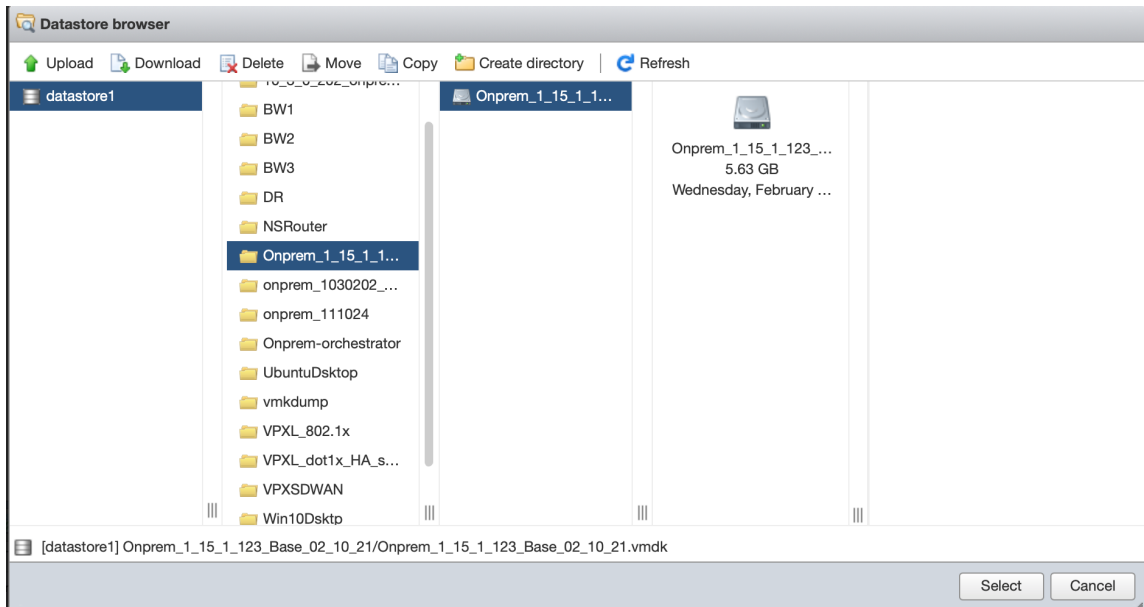 Datastore browser
Upload Download Delete Move Copy Create directory Refresh
datastore1
BW1
BW2
BW3
DR
NSRouter
Onprem_1_15_1_1...
onprem_1030202_...
onprem_111024
Onprem-orchestrator
UbuntuDsktop
vmkdump
VPXL_802.1x
VPXL_dot1x_HA_s...
VPXSDWAN
Win10Dsktp
Onprem_1_15_1_1...
Onprem_1_15_1_123_...
5.63 GB
Wednesday, February ...
[datastore1] Onprem_1_15_1_123_Base_02_10_21/Onprem_1_15_1_123_Base_02_10_21.vmdk
Select Cancel